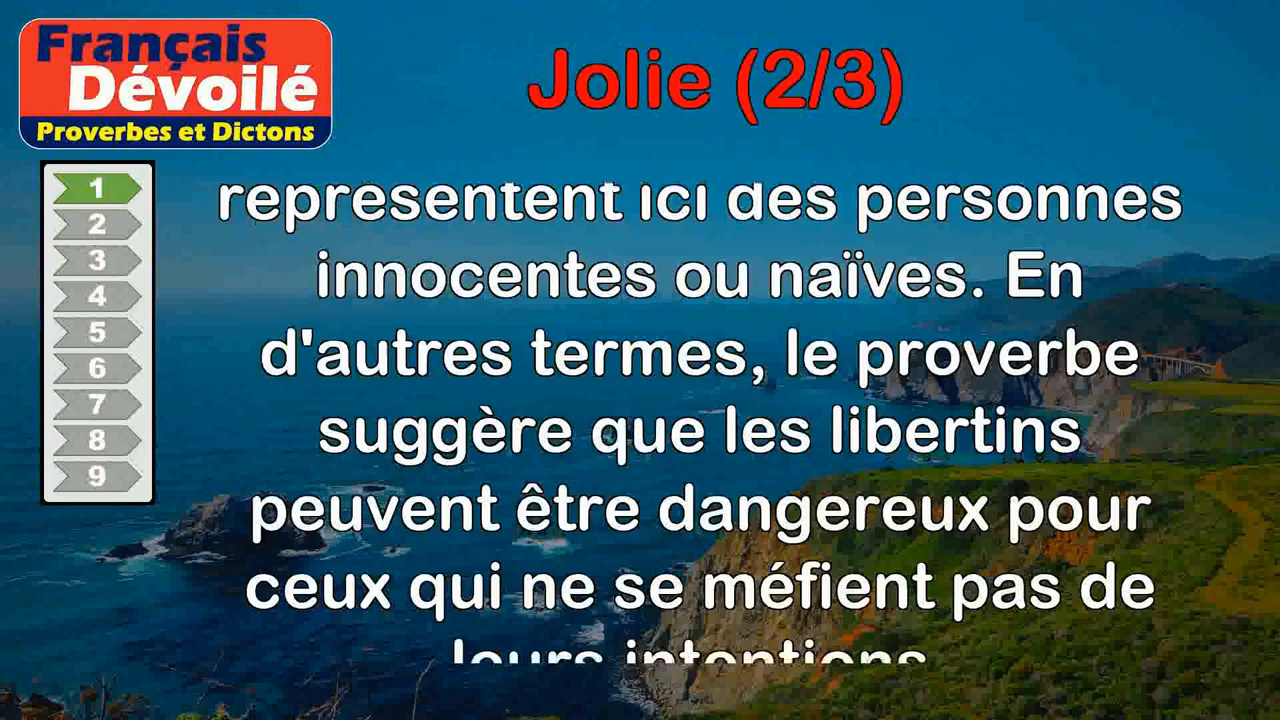 Français
Dévoilé
Proverbes et Dictons
Jolie (2/3)
1
2
3
4
5
6
7
8
9
représentent ici des personnes
innocentes ou naïves. En
d'autres termes, le proverbe
suggère que les libertins
peuvent être dangereux pour
ceux qui ne se méfient pas de
leurs intentions